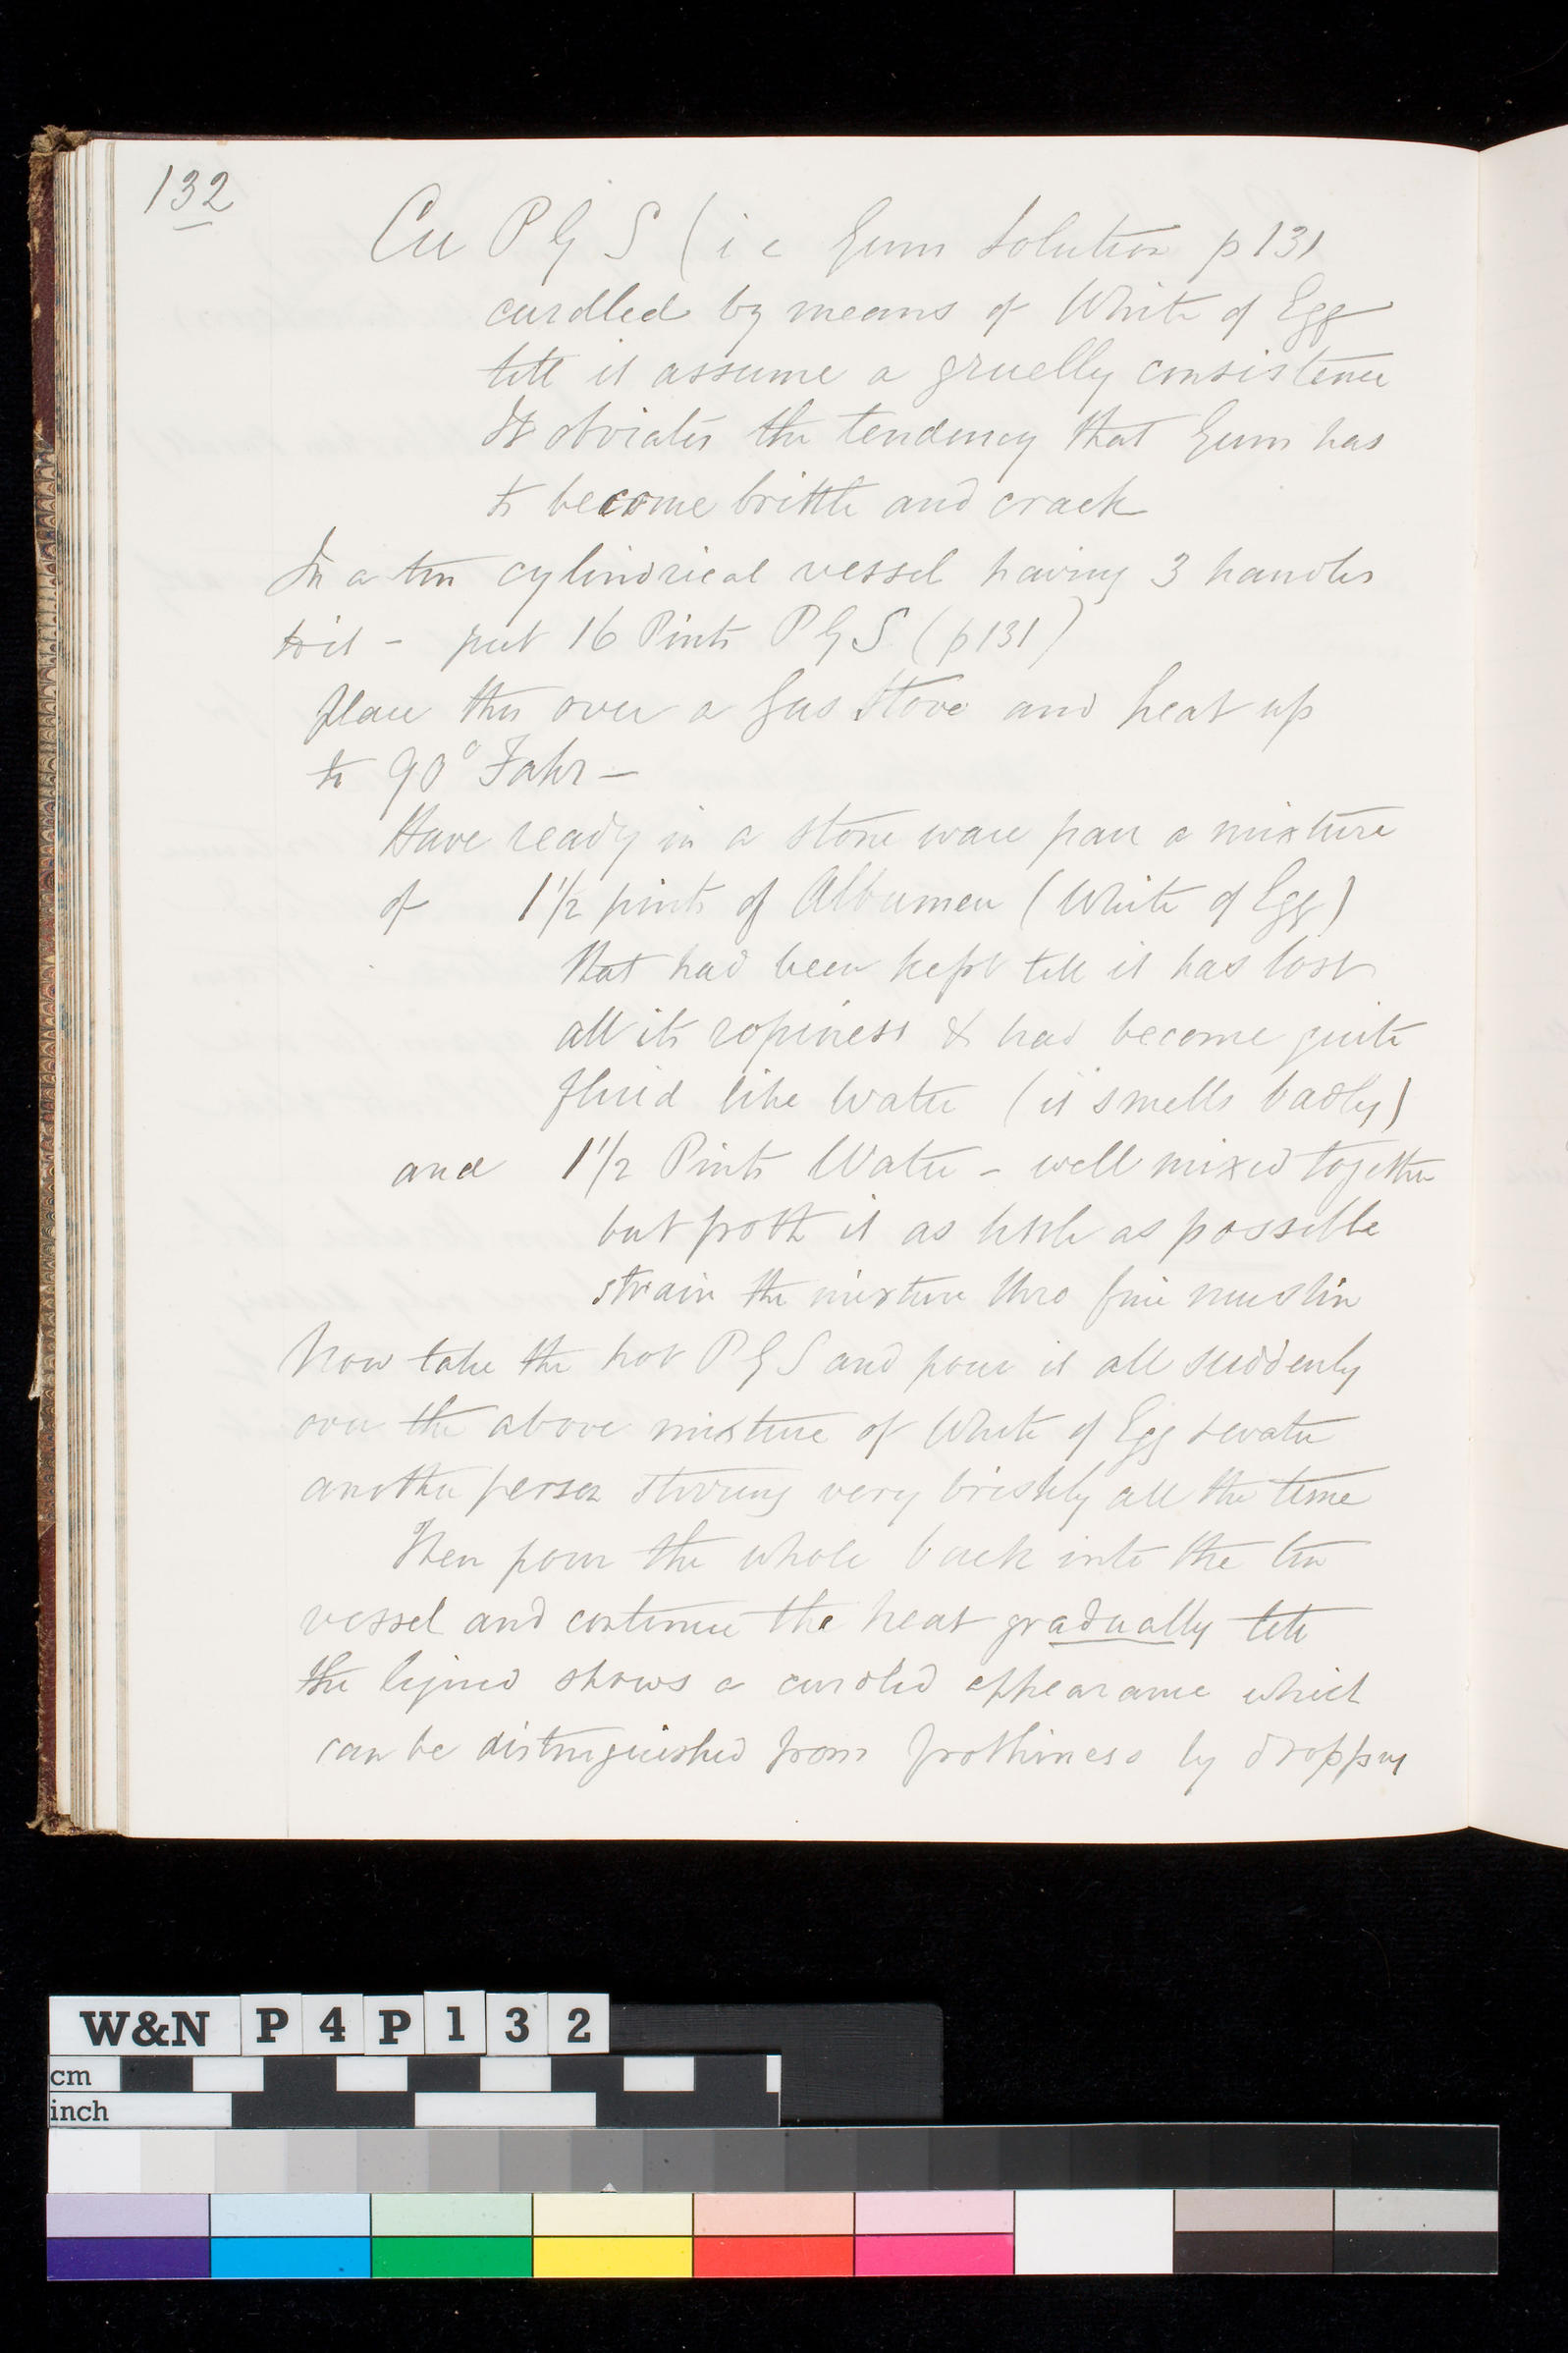 132
Cu P G S (i e Gum Solution p 131
curdled by means of White of Egg
till it assume a gruelly consistence
It obviates the tendency that Gum has
to become brittle and crack
In a tin cylindrical vessel having 3 handles
to it - put 16 Pints P G S (p 131)
place this over a Gas Stove and heat up
to 90° Fahr -
Have ready in a stone ware pan a mixture
of 1 1/2 pints of Albumen (White of Egg)
that had been kept till it has lost
all its ropiness & had become quite
fluid like Water (it smells badly)
and 1 1/2 Pints Water - well mixed together
but froth it as little as possible
strain the mixture thro fine muslin
Now take the hot P G S and pour it all suddenly
over the above mixture of White of Egg & water
another person stirring very briskly all the time
Then pour the whole back into the tin
vessel and continue the heat gradually till
the liquid shows a curdled appearance which
can be distinguished from frothiness by dropping
W&N P 4 P 1 3 2
cm
inch